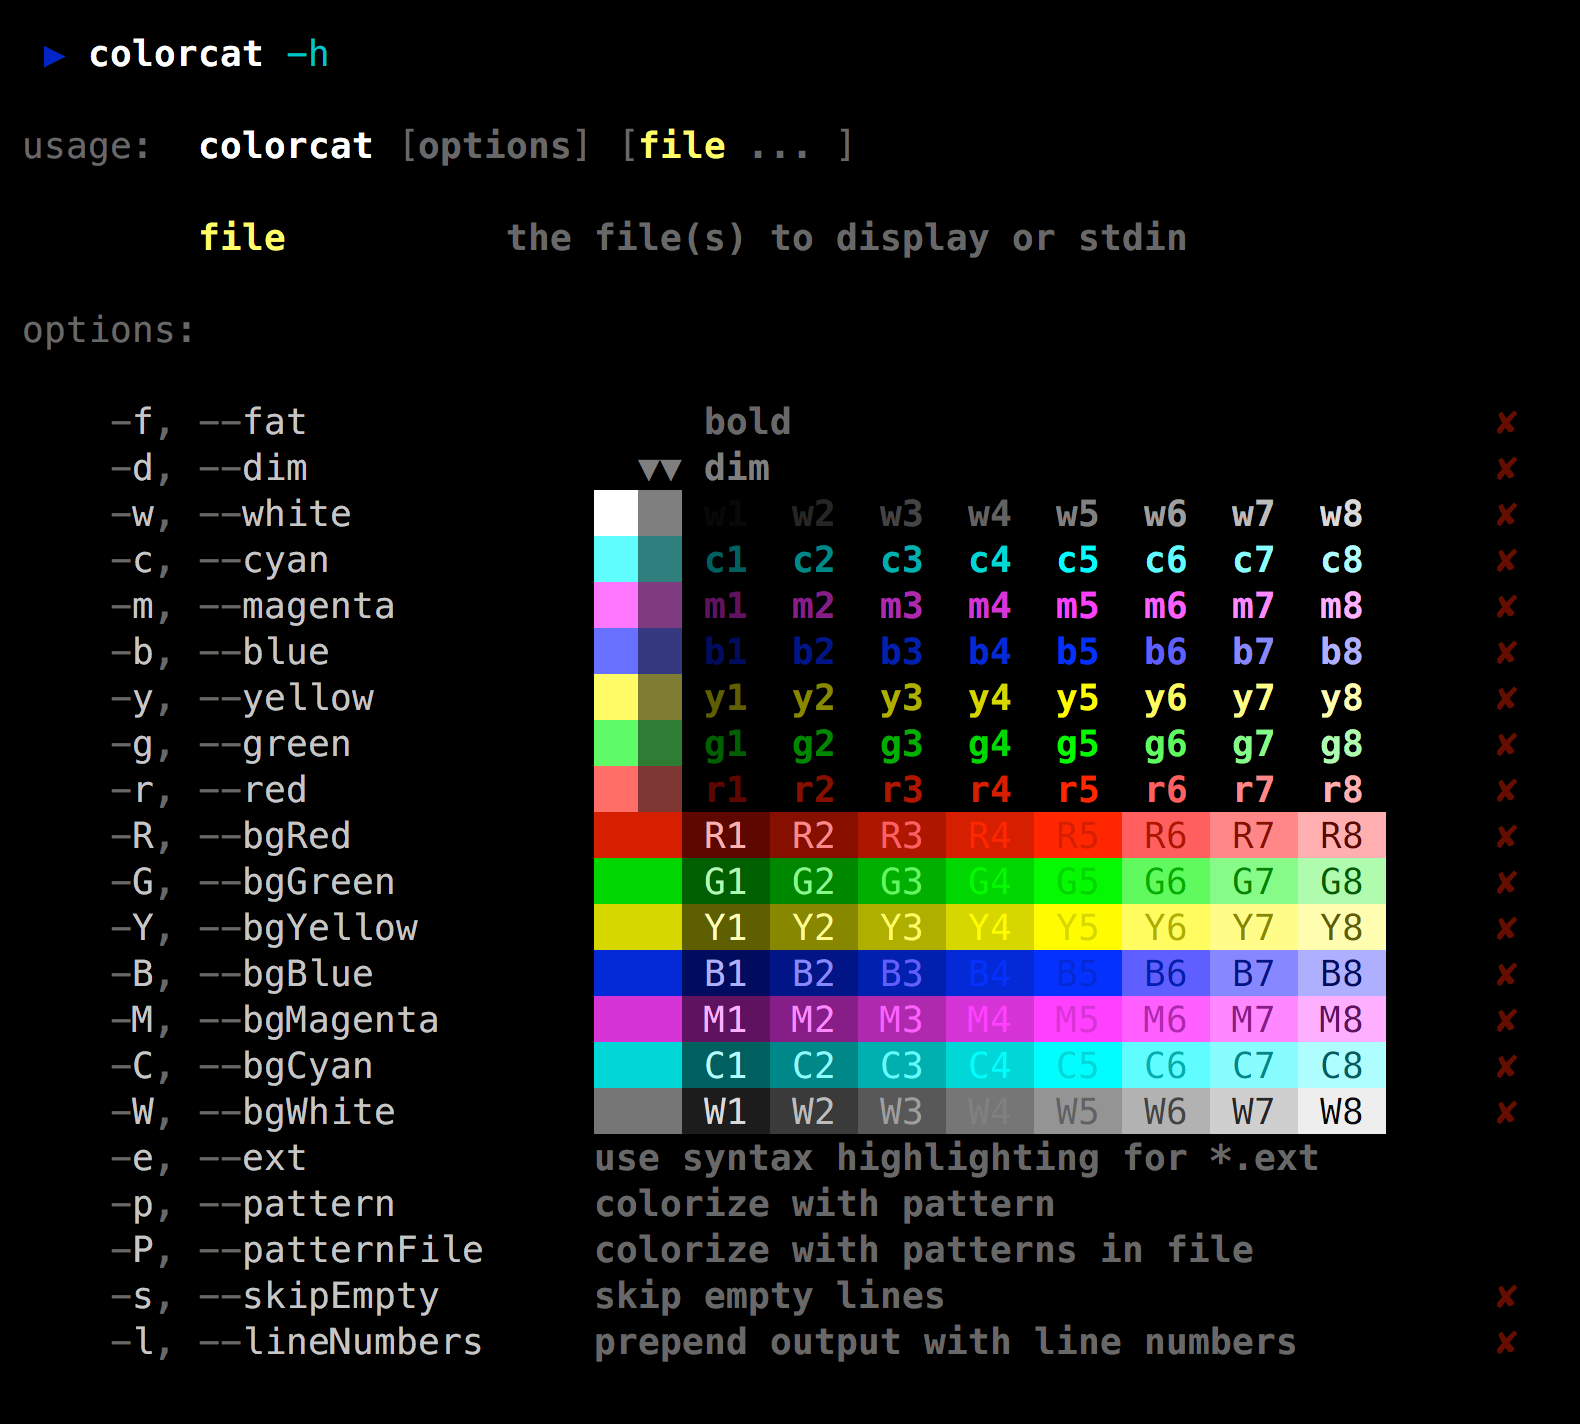 ▶ colorcat -h
usage: colorcat [options] [file ... ]
file the file(s) to display or stdin
options:
-f, --fat bold ✘
-d, --dim ▼▼ dim ✘
-w, --white w1 w2 w3 w4 w5 w6 w7 w8 ✘
-c, --cyan c1 c2 c3 c4 c5 c6 c7 c8 ✘
-m, --magenta m1 m2 m3 m4 m5 m6 m7 m8 ✘
-b, --blue b1 b2 b3 b4 b5 b6 b7 b8 ✘
-y, --yellow y1 y2 y3 y4 y5 y6 y7 y8 ✘
-g, --green g1 g2 g3 g4 g5 g6 g7 g8 ✘
-r, --red r1 r2 r3 r4 r5 r6 r7 r8 ✘
-R, --bgRed R1 R2 R3 R4 R5 R6 R7 R8 ✘
-G, --bgGreen G1 G2 G3 G4 G5 G6 G7 G8 ✘
-Y, --bgYellow Y1 Y2 Y3 Y4 Y5 Y6 Y7 Y8 ✘
-B, --bgBlue B1 B2 B3 B4 B5 B6 B7 B8 ✘
-M, --bgMagenta M1 M2 M3 M4 M5 M6 M7 M8 ✘
-C, --bgCyan C1 C2 C3 C4 C5 C6 C7 C8 ✘
-W, --bgWhite W1 W2 W3 W4 W5 W6 W7 W8 ✘
-e, --ext use syntax highlighting for *.ext
-p, --pattern colorize with pattern
-P, --patternFile colorize with patterns in file
-s, --skipEmpty skip empty lines ✘
-l, --lineNumbers prepend output with line numbers ✘